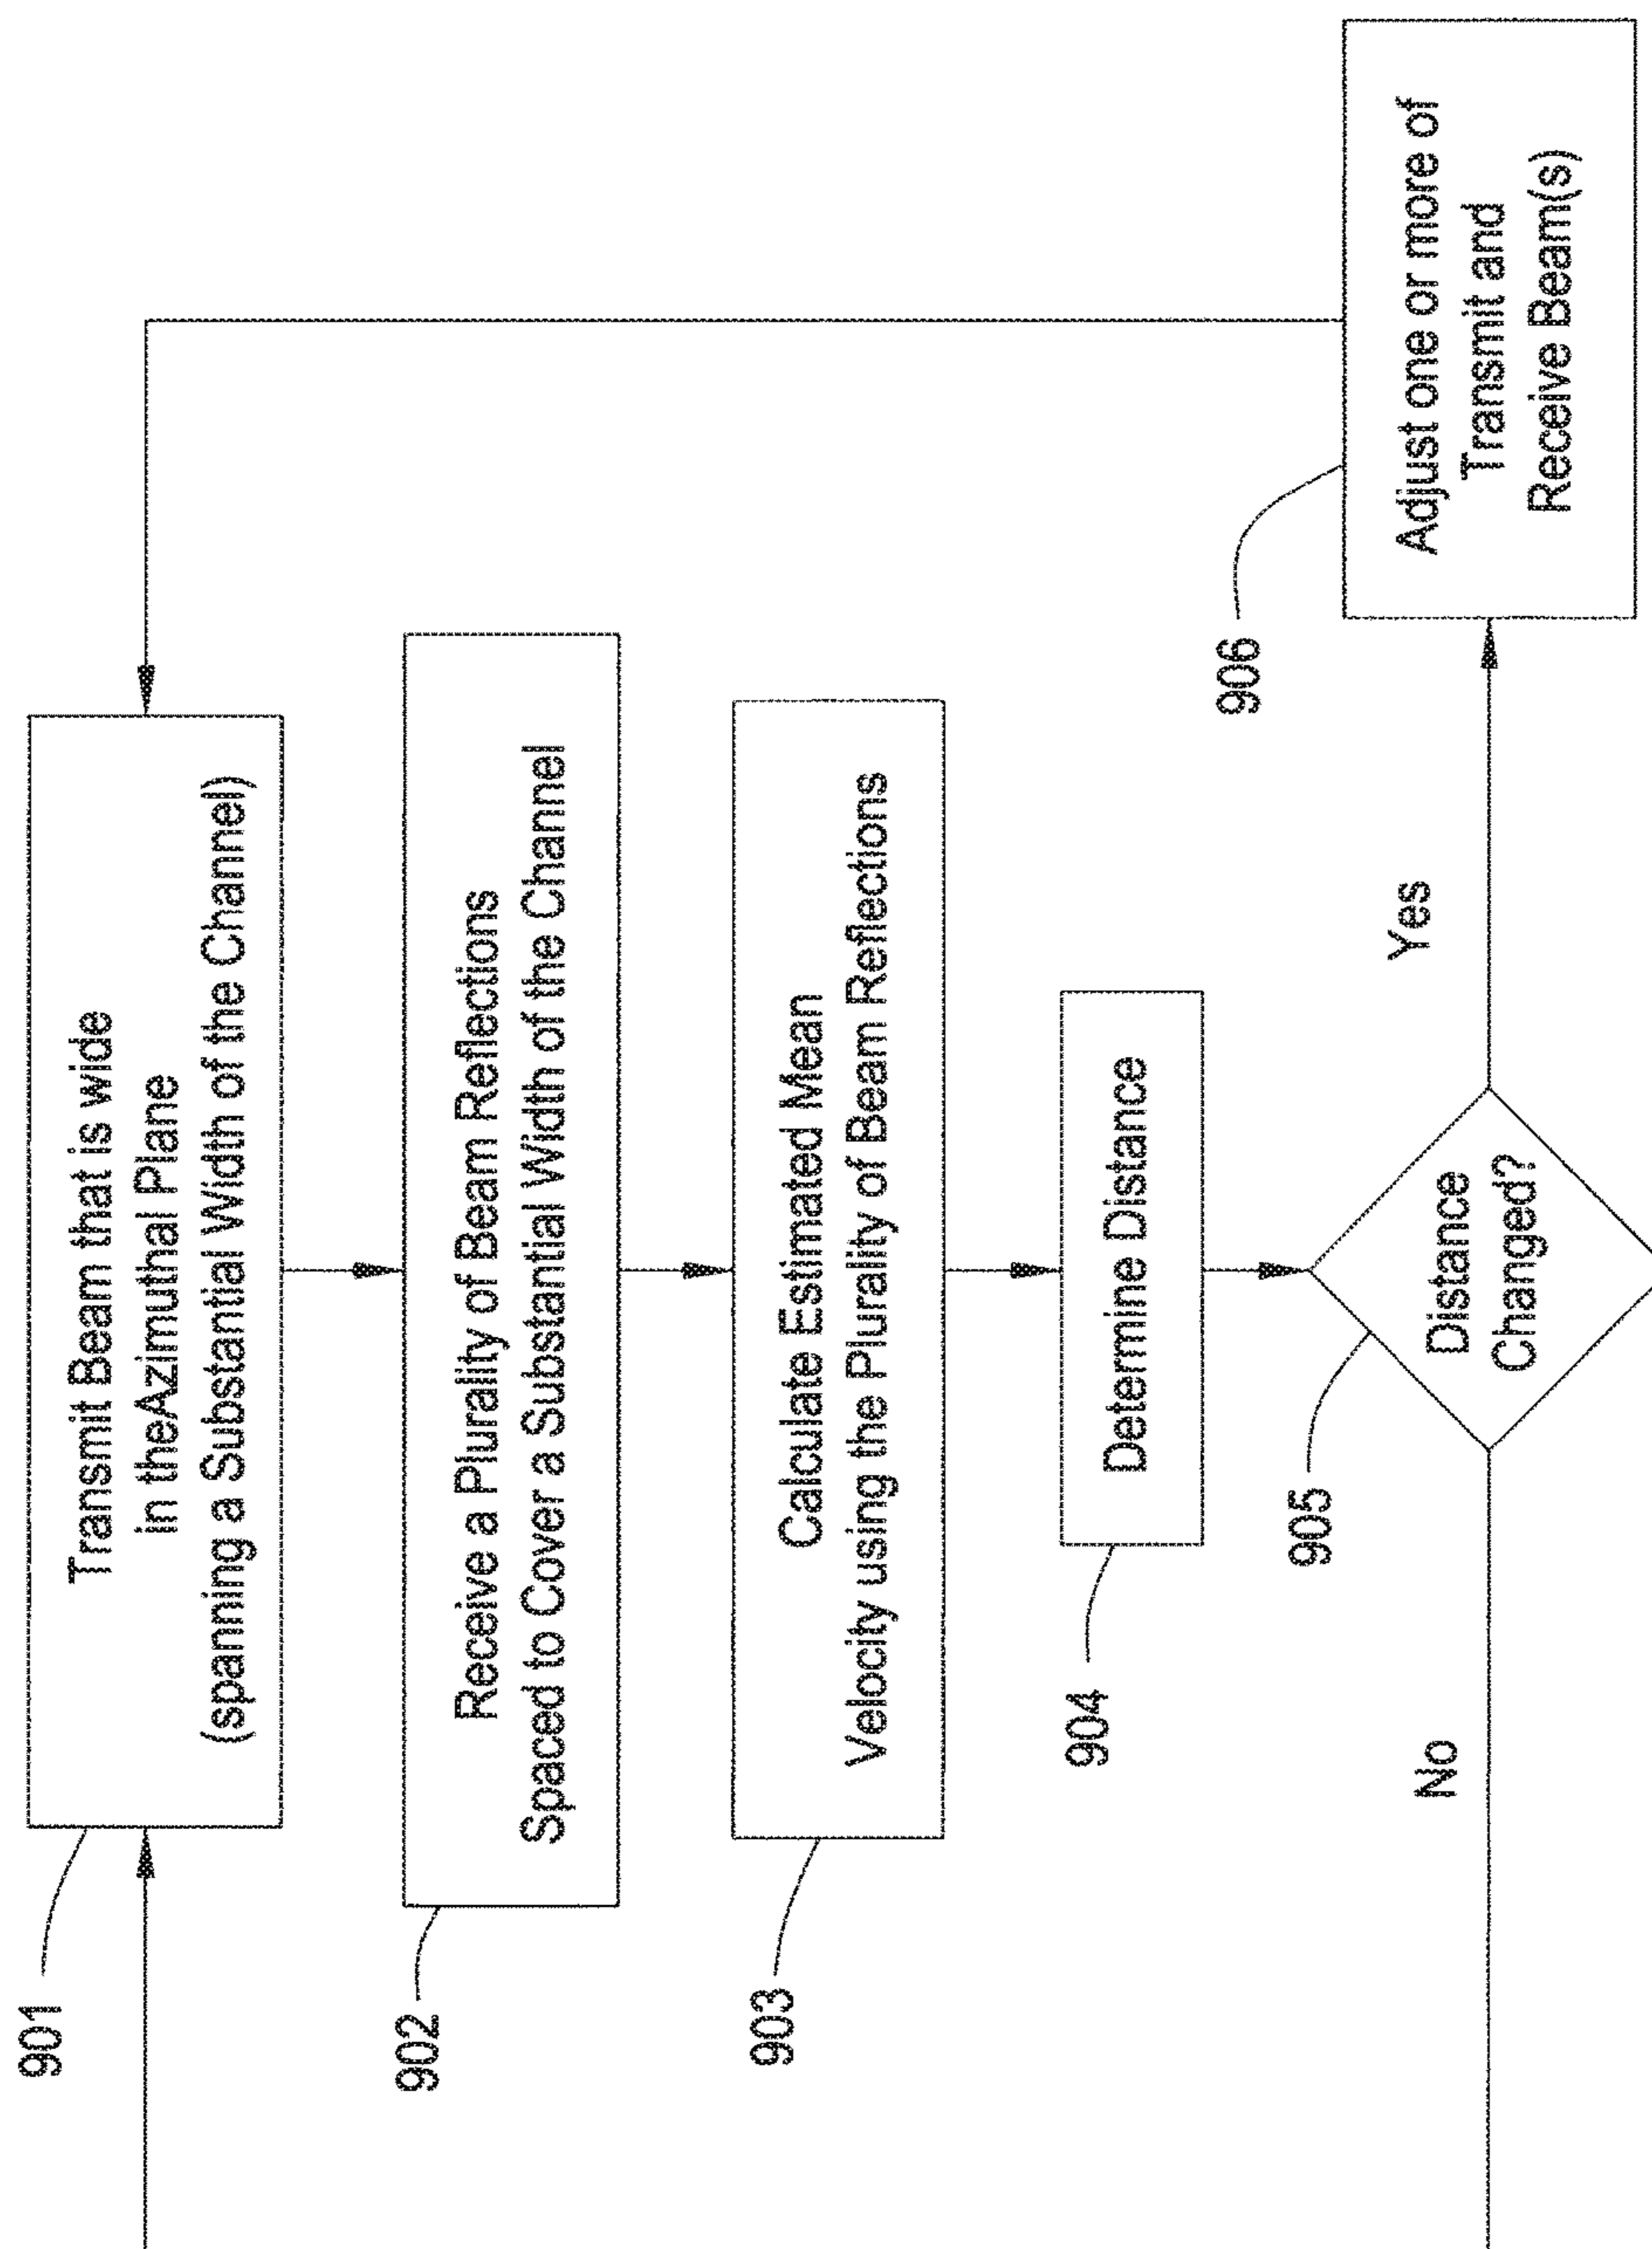 901
Transmit Beam that is wide
in theAzimuthal Plane
(spanning a Substantial Width of the Channel)
902
Receive a Plurality of Beam Reflections
Spaced to Cover a Substantial Width of the Channel
903
Calculate Estimated Mean
Velocity using the Plurality of Beam Reflections
904
Determine Distance
905
Distance
Changed?
No
Yes
906
Adjust one or more of
Transmit and
Receive Beam(s)